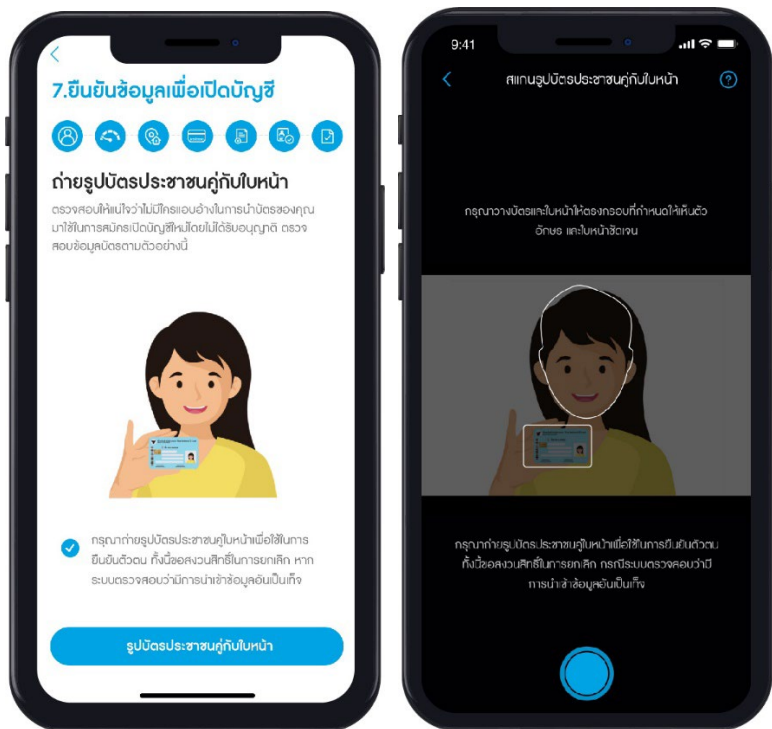 7.ยืนยันข้อมูลเพื่อเปิดบัญชี
ถ่ายรูปบัตรประชาชนคู่กับใบหน้า
ตรวจสอบให้แน่ใจว่าไม่มีใครแอบอ้างในการนำบัตรของคุณ
มาใช้ในการสมัครเปิดบัญชีใหม่โดยไม่ได้รับอนุญาติ ตรวจ
สอบข้อมูลบัตรตามตัวอย่างนี้
กรุณาถ่ายรูปบัตรประชาชนคู่ใบหน้าเพื่อใช้ในการ
ยืนยันตัวตน ทั้งนี้ขอสงวนสิทธิ์ในการยกเลิก หาก
ระบบตรวจสอบว่ามีการนำเข้าข้อมูลอันเป็นเท็จ
รูปบัตรประชาชนคู่กับใบหน้า
9:41
สแกนรูปบัตรประชาชนคู่กับใบหน้า
กรุณาวางบัตรและใบหน้าให้ตรงกรอบที่กำหนดให้เห็นตัว
อักษร และใบหน้าชัดเจน
กรุณาถ่ายรูปบัตรประชาชนคู่ใบหน้าเพื่อใช้ในการยืนยันตัวตน
ทั้งนี้ขอสงวนสิทธิ์ในการยกเลิก กรณีระบบตรวจสอบว่ามี
การนำเข้าข้อมูลอันเป็นเท็จ